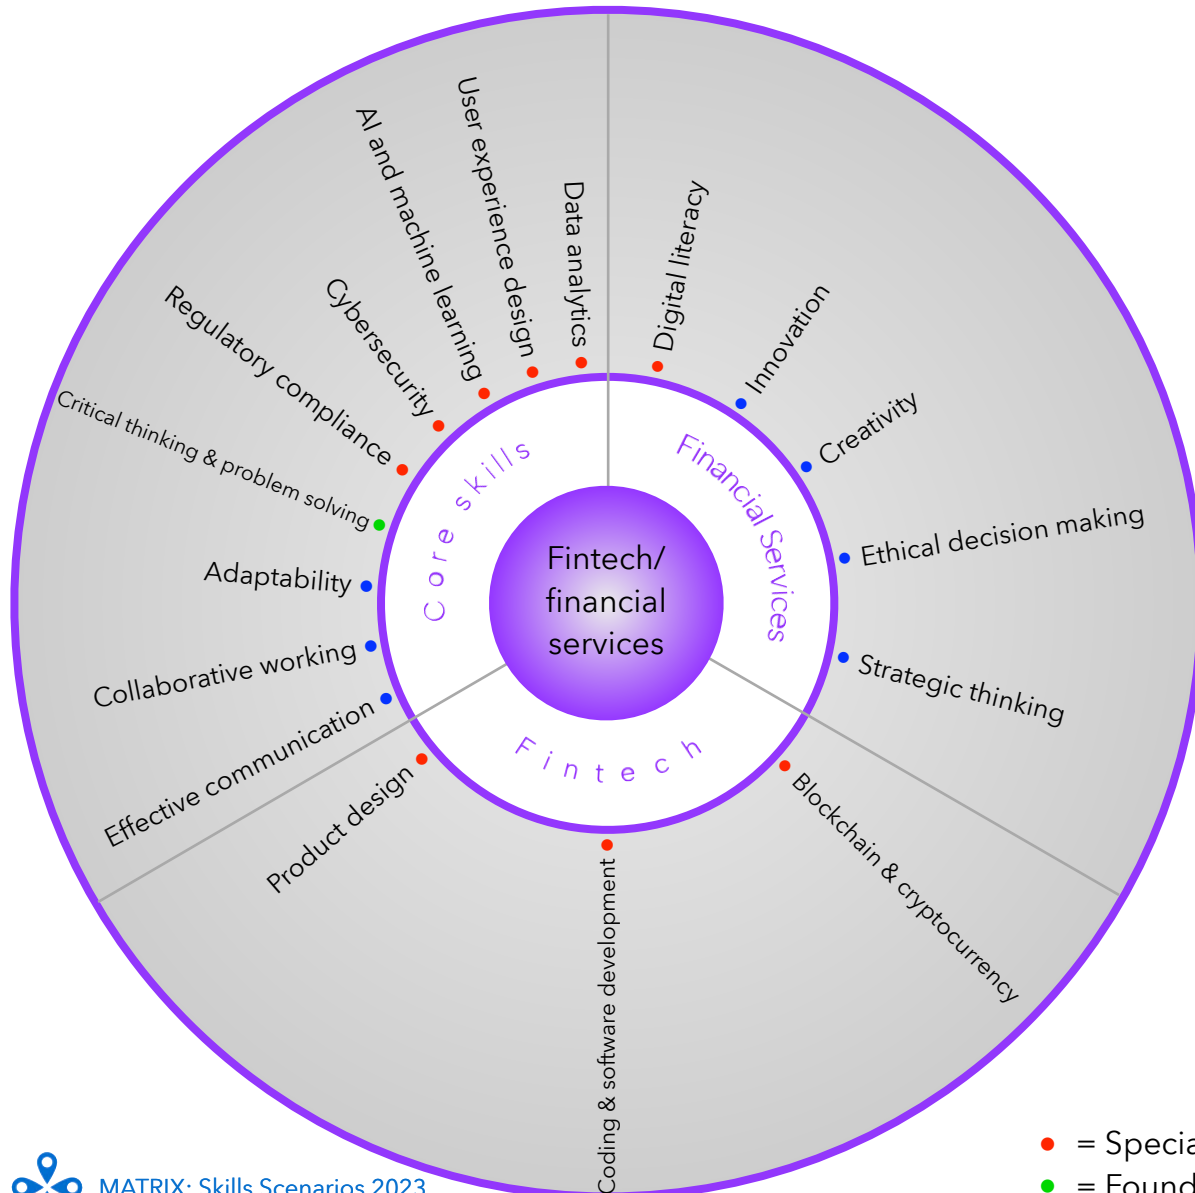 User experience design
AI and machine learning
Data analytics
Digital literacy
Cybersecurity
Innovation
Regulatory compliance
Creativity
Critical thinking & problem solving
Core skills
Financial Services
Ethical decision making
Fintech/
financial
services
Adaptability
Collaborative working
Strategic thinking
Effective communication
Fintech
Product design
Blockchain & cryptocurrency
Coding & software development
= Specia
= Found
MATRIX: Skills Scenarios 2023